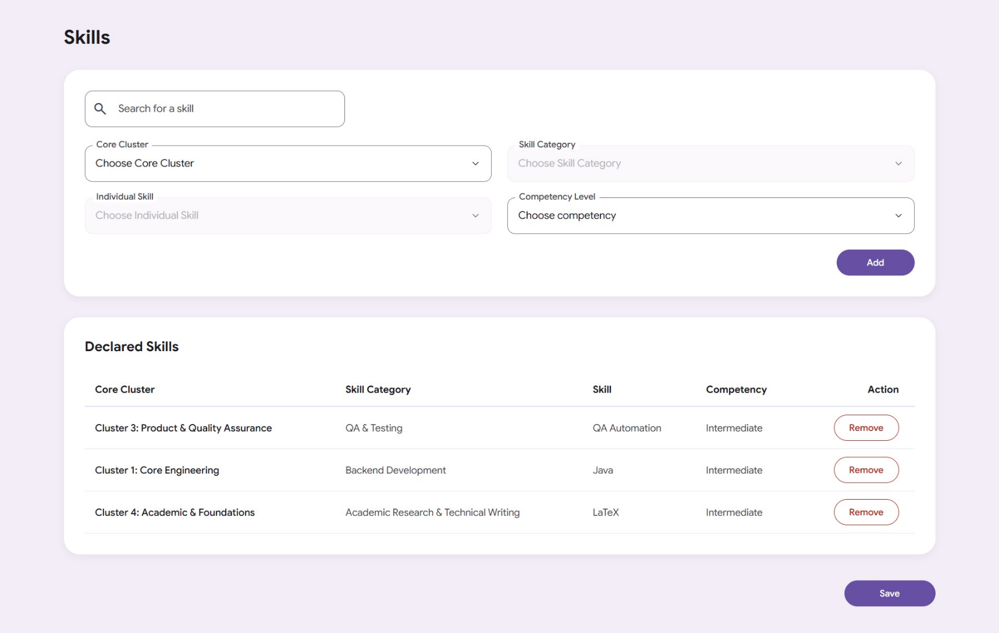 Skills
Search for a skill
Core Cluster
Choose Core Cluster
Skill Category
Choose Skill Category
Individual Skill
Choose Individual Skill
Competency Level
Choose competency
Add
Declared Skills
Core Cluster Skill Category Skill Competency Action
Cluster 3: Product & Quality Assurance QA & Testing QA Automation Intermediate Remove
Cluster 1: Core Engineering Backend Development Java Intermediate Remove
Cluster 4: Academic & Foundations Academic Research & Technical Writing LaTeX Intermediate Remove
Save